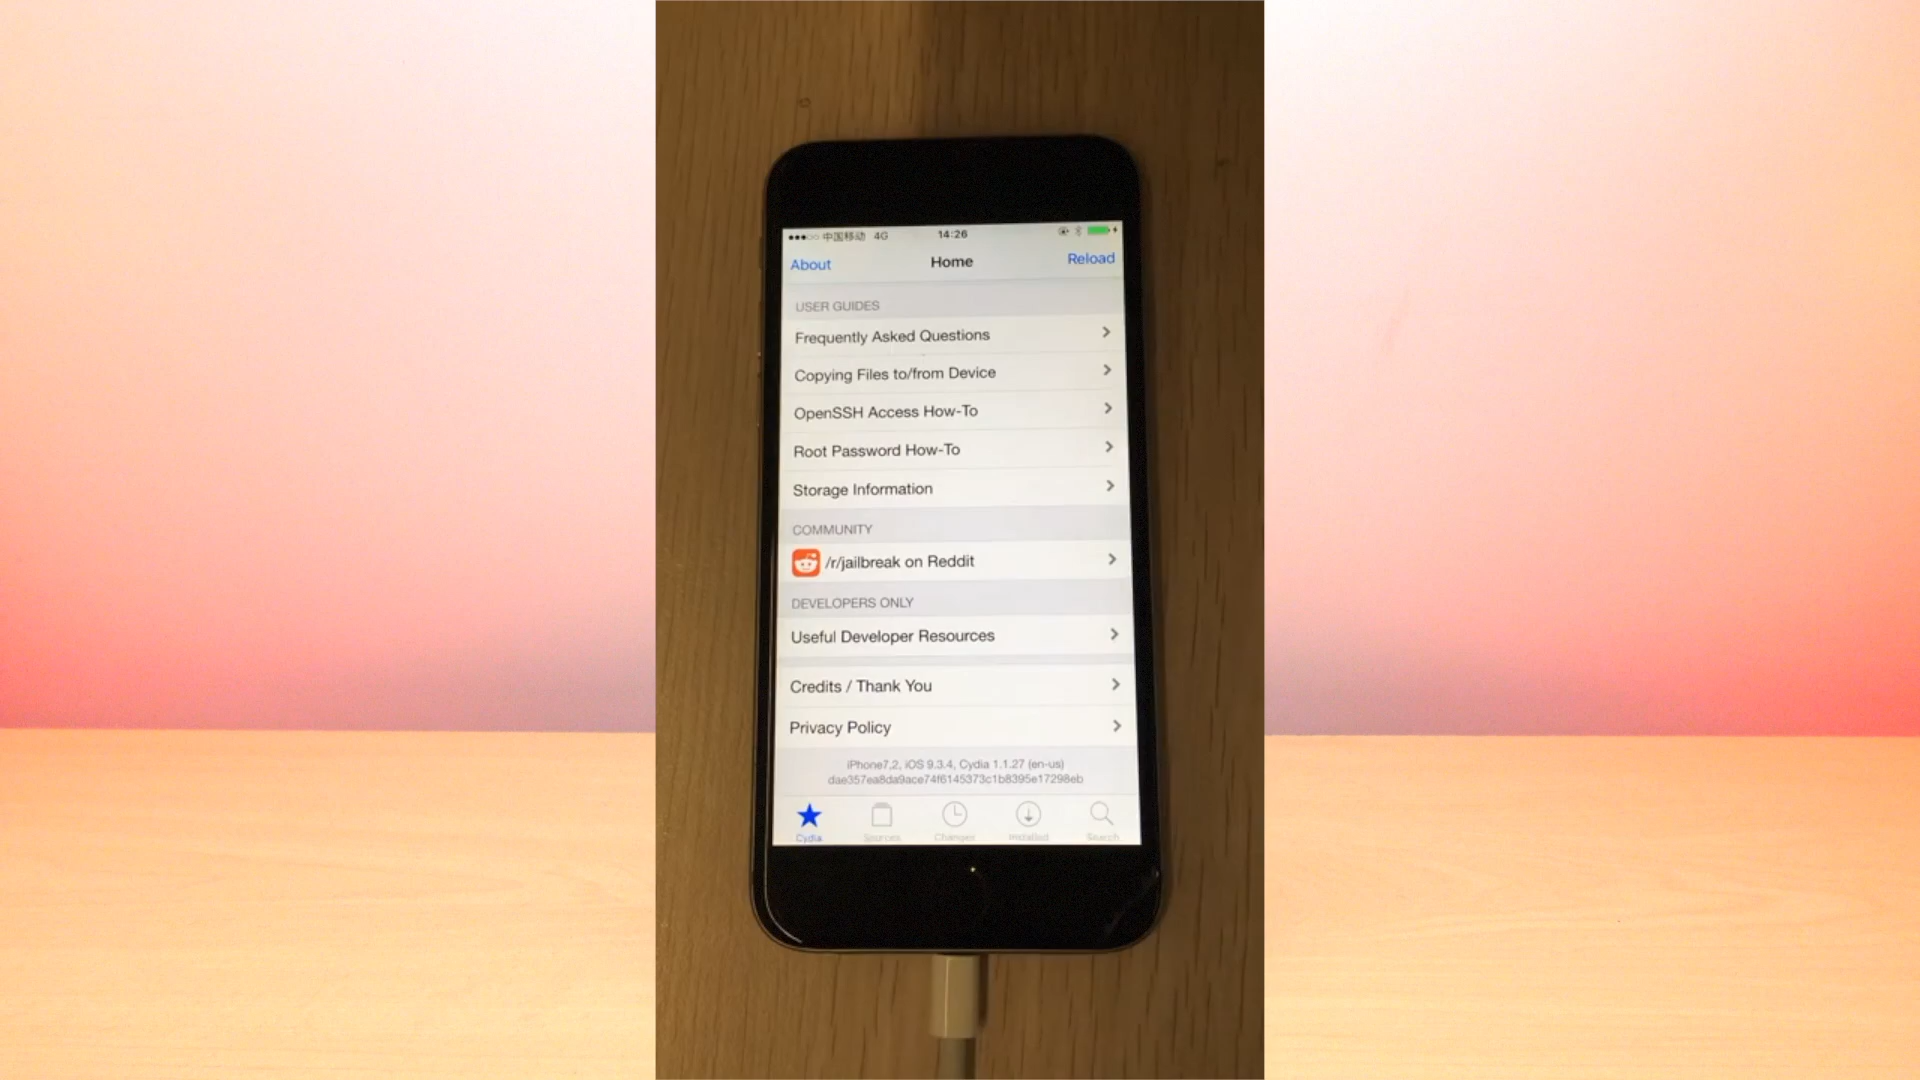 中国移动 4G 14:26
About Home Reload
USER GUIDES
Frequently Asked Questions
Copying Files to/from Device
OpenSSH Access How-To
Root Password How-To
Storage Information
COMMUNITY
/r/jailbreak on Reddit
DEVELOPERS ONLY
Useful Developer Resources
Credits / Thank You
Privacy Policy
iPhone7,2, iOS 9.3.4, Cydia 1.1.27 (en-us)
dae357ea8da9ace74f6145373c1b8395e17298eb
Cydia Sources Changes Installed Search